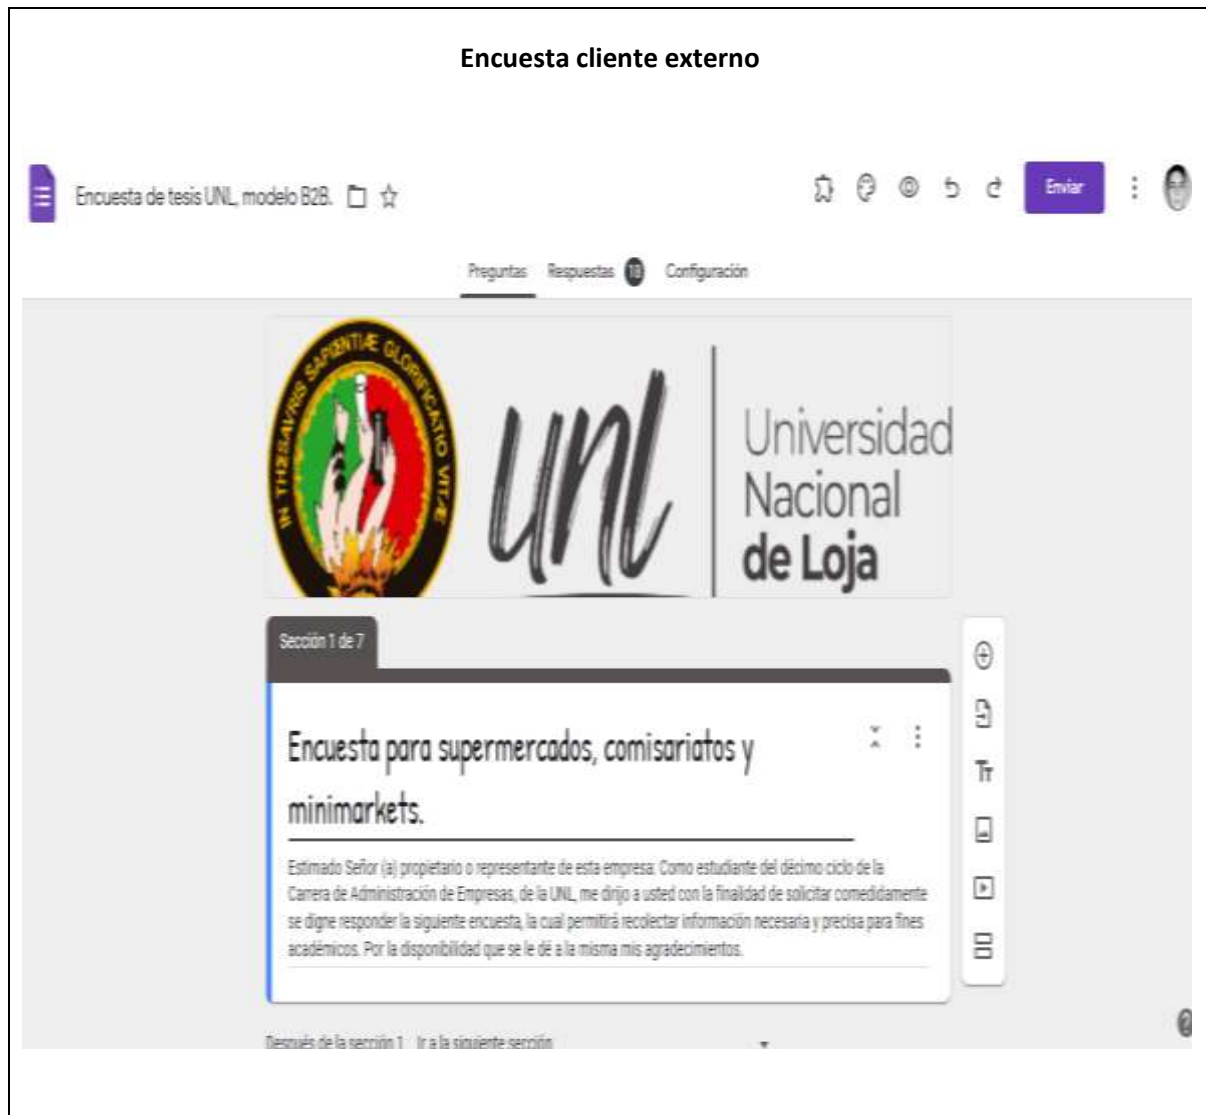 Encuesta cliente externo
Encuesta de tesis UNL, modelo B2B.
Enviar
Preguntas Respuestas Configuración
IN THESAVRIS SAPIENTIÆ GLORIFICATIO VITÆ
unl
Universidad
Nacional
de Loja
Sección 1 de 7
Encuesta para supermercados, comisariatos y
minimarkets.
Tт
Estimado Señor (a) propietario o representante de esta empresa: Como estudiante del décimo ciclo de la
Carrera de Administración de Empresas, de la UNL, me dirijo a usted con la finalidad de solicitar comedidamente
se digne responder la siguiente encuesta, la cual permitirá recolectar información necesaria y precisa para fines
académicos. Por la disponibilidad que se le dé a la misma mis agradecimientos.
Después de la sección 1 Ir a la siguiente sección